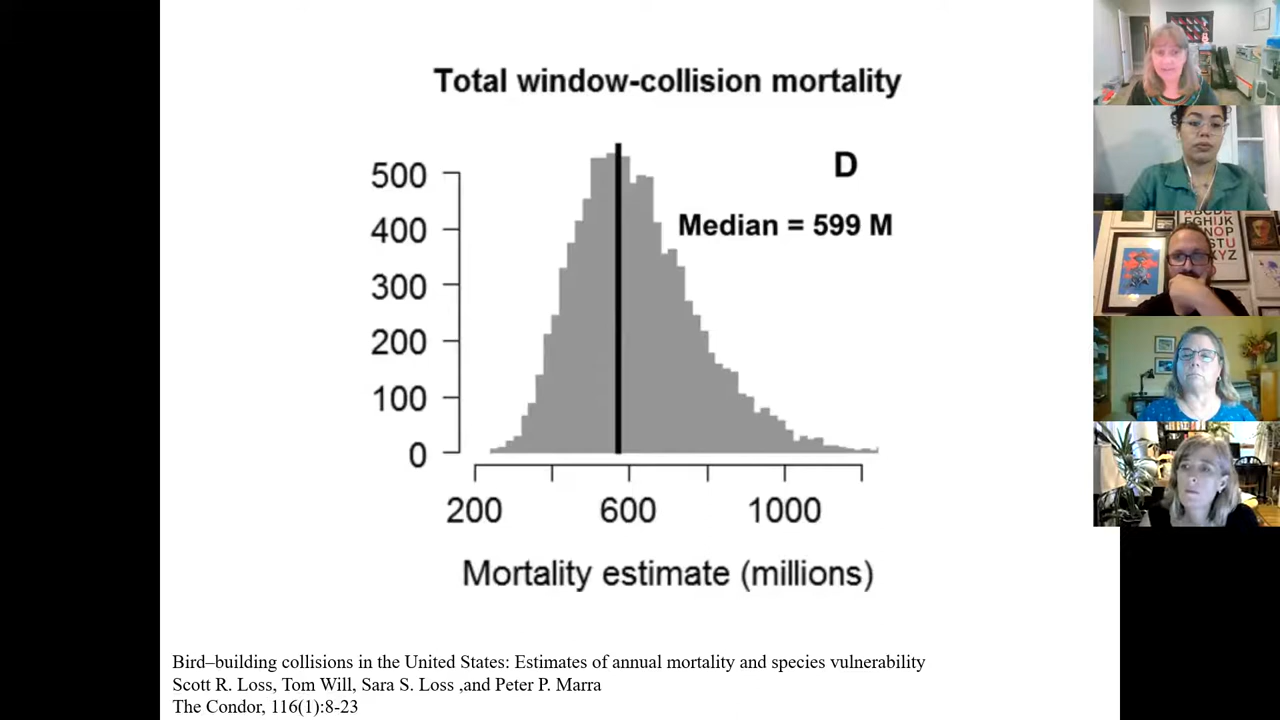 Total window-collision mortality
D
Median = 599 M
500
400
300
200
100
0
200 600 1000
Mortality estimate (millions)
Bird–building collisions in the United States: Estimates of annual mortality and species vulnerability
Scott R. Loss, Tom Will, Sara S. Loss ,and Peter P. Marra
The Condor, 116(1):8-23